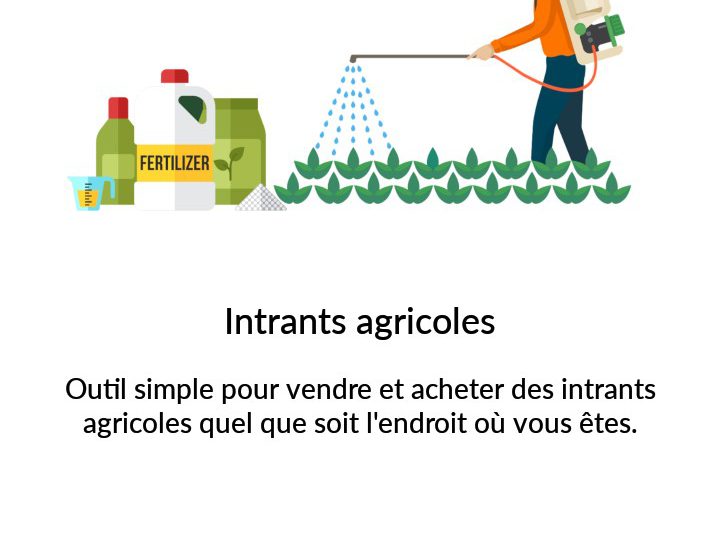 FERTILIZER
Intrants agricoles
Outil simple pour vendre et acheter des intrants
agricoles quel que soit l'endroit où vous êtes.